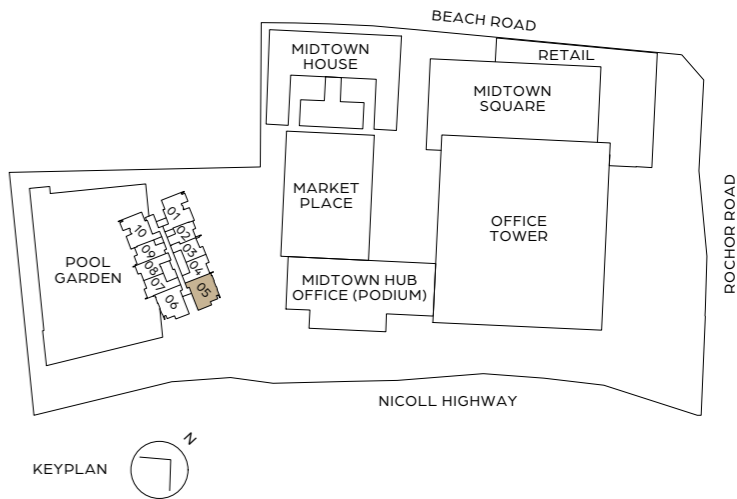 BEACH ROAD
MIDTOWN
HOUSE
RETAIL
MIDTOWN
SQUARE
MARKET
PLACE
OFFICE
TOWER
ROCHOR ROAD
01
02
03
04
05
10
09
08
07
06
POOL
GARDEN
MIDTOWN HUB
OFFICE (PODIUM)
NICOLL HIGHWAY
KEYPLAN
N